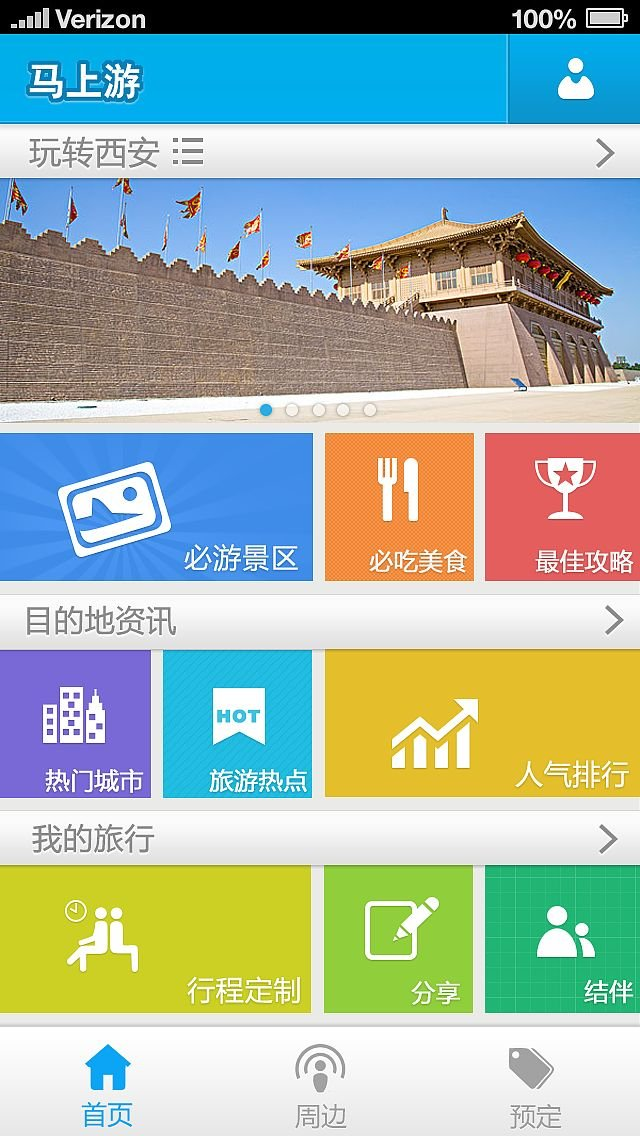 Verizon 100%
马上游
玩转西安
必游景区
必吃美食
最佳攻略
目的地资讯
热门城市
HOT
旅游热点
人气排行
我的旅行
行程定制
分享
结伴
首页
周边
预定